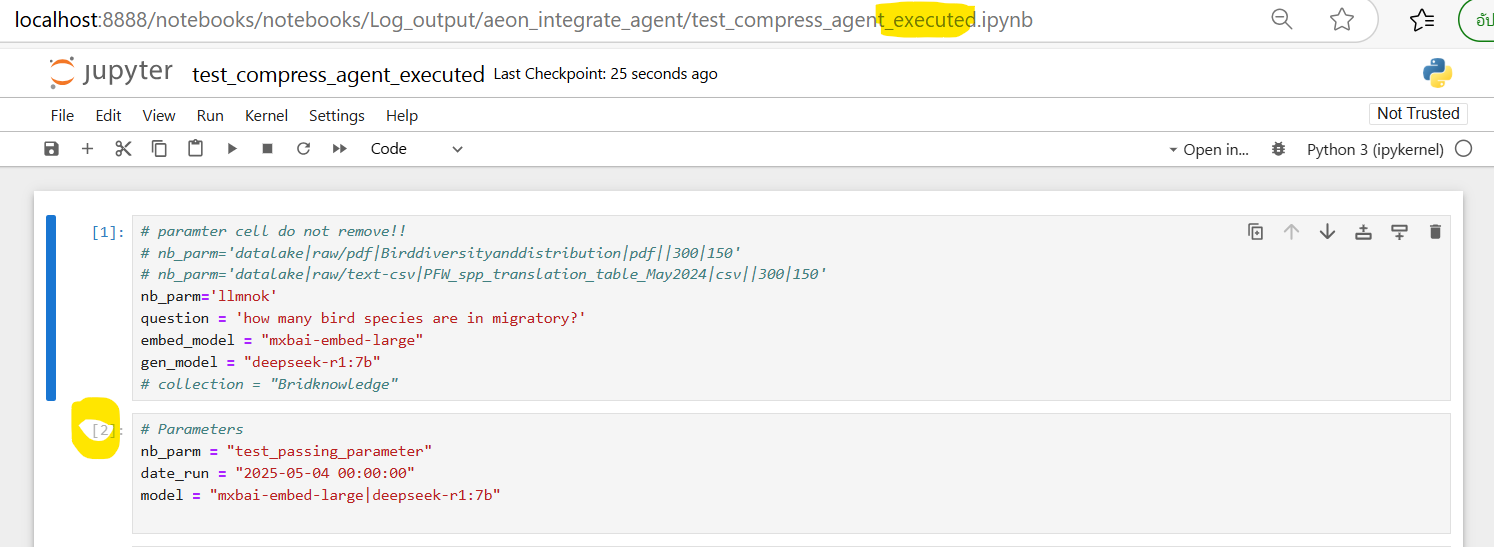 localhost:8888/notebooks/notebooks/Log_output/aeon_integrate_agent/test_compress_agent_executed.ipynb
อัป
jupyter test_compress_agent_executed Last Checkpoint: 25 seconds ago
File Edit View Run Kernel Settings Help
Not Trusted
Code
Open in...
Python 3 (ipykernel)
[1]:
# paramter cell do not remove!!
# nb_parm='datalake|raw/pdf|Birddiversityanddistribution|pdf||300|150'
# nb_parm='datalake|raw/text-csv|PFW_spp_translation_table_May2024|csv||300|150'
nb_parm='llmnok'
question = 'how many bird species are in migratory?'
embed_model = "mxbai-embed-large"
gen_model = "deepseek-r1:7b"
# collection = "Bridknowledge"
[2]:
# Parameters
nb_parm = "test_passing_parameter"
date_run = "2025-05-04 00:00:00"
model = "mxbai-embed-large|deepseek-r1:7b"